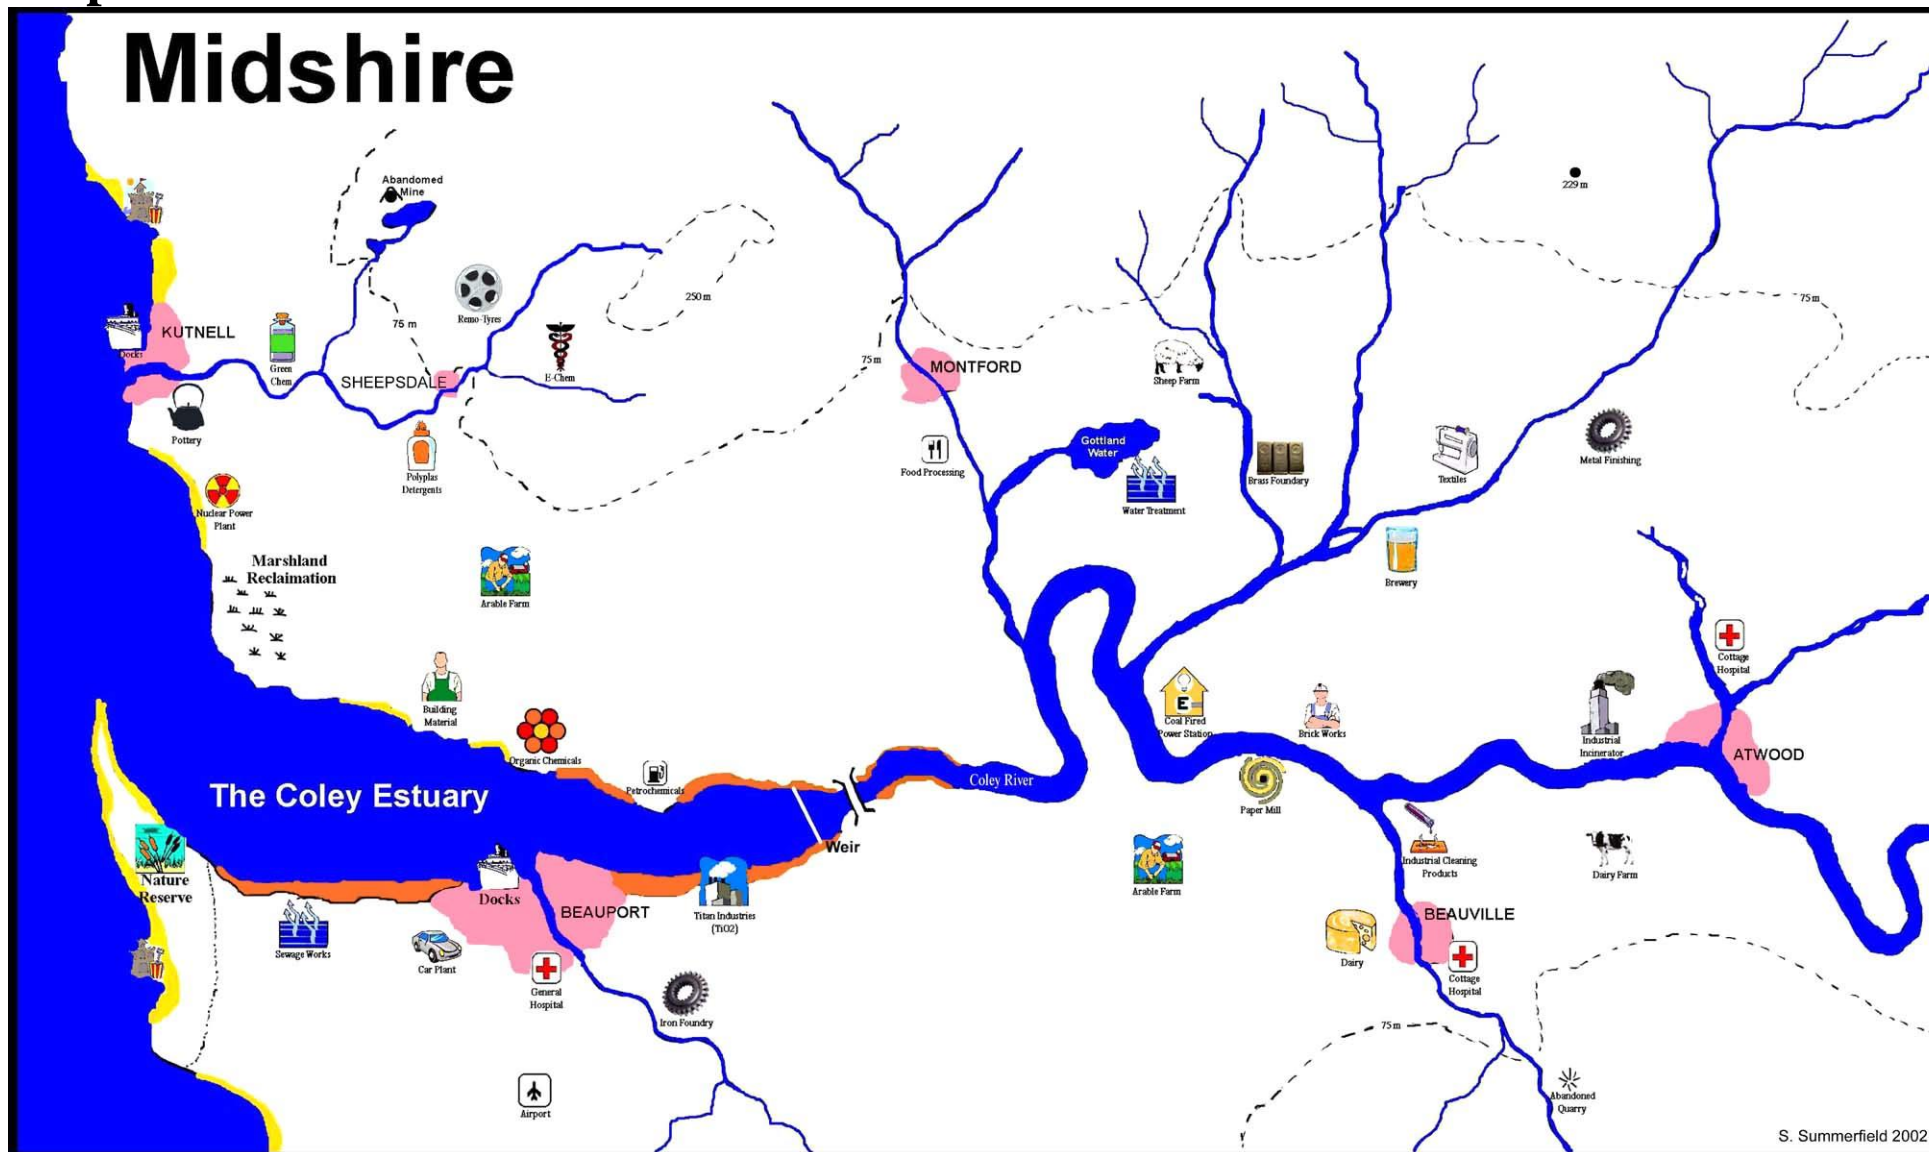 Midshire
Abandomed
Mine
229 m
250 m
75 m
75 m
75 m
Remo-Tyres
KUTNELL
Docks
Green
Chem
SHEEPSDALE
E-Chem
MONTFORD
Sheep Farm
Pottery
Polyplas
Detergents
Food Processing
Gottland
Water
Water Treatment
Brass Foundary
Textiles
Metal Finishing
Nuclear Power
Plant
Marshland
Reclaimation
Arable Farm
Brewery
Cottage
Hospital
Building
Material
Organic Chemicals
Petrochemicals
Coal Fired
Power Station
E
Brick Works
Industrial
Incinerator
ATWOOD
The Coley Estuary
Coley River
Paper Mill
Weir
Nature
Reserve
Docks
BEAUPORT
Titan Industries
(TiO2)
Arable Farm
Industrial Cleaning
Products
Dairy Farm
Sewage Works
Car Plant
General
Hospital
Iron Foundry
BEAUVILLE
Dairy
Cottage
Hospital
75 m
Airport
Abandoned
Quarry
S. Summerfield 2002